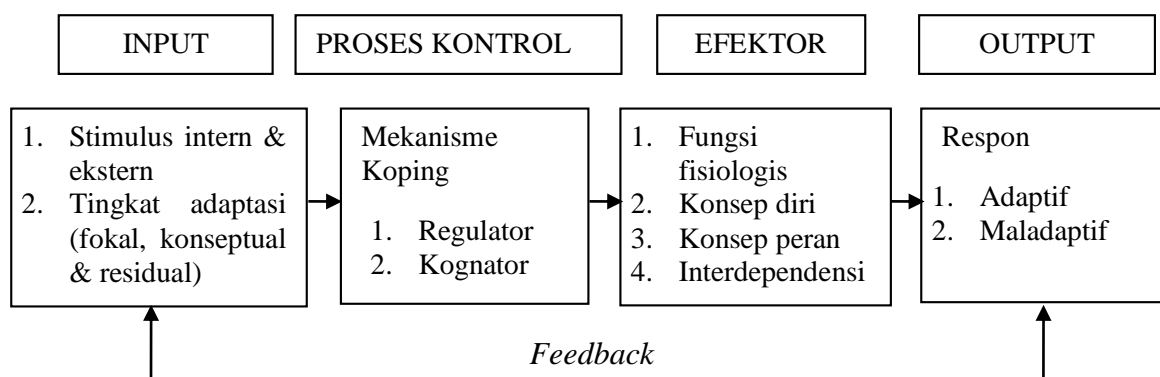 INPUT
PROSES KONTROL
EFEKTOR
OUTPUT
1. Stimulus intern &
ekstern
2. Tingkat adaptasi
(fokal, konseptual
& residual)
Mekanisme
Koping
1. Regulator
2. Kognator
1. Fungsi
fisiologis
2. Konsep diri
3. Konsep peran
4. Interdependensi
Respon
1. Adaptif
2. Maladaptif
Feedback